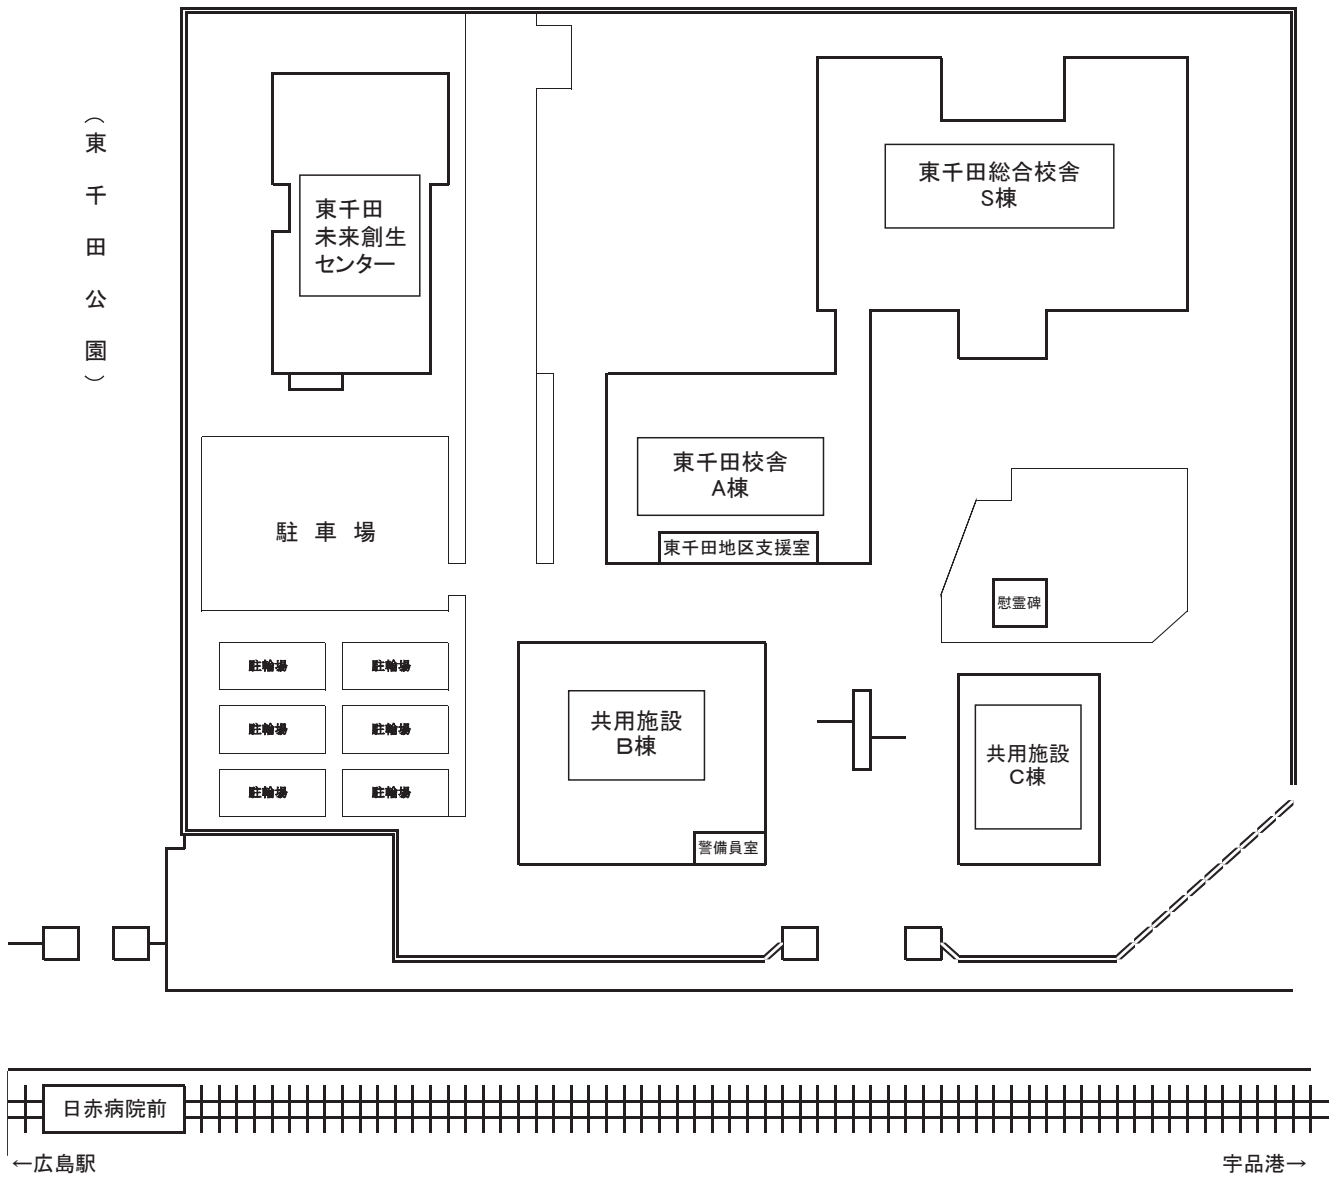 （東千田公園）
東千田総合校舎
S棟
東千田
未来創生
センター
東千田校舎
A棟
駐車場
東千田地区支援室
慰霊碑
駐輪場
駐輪場
共用施設
B棟
駐輪場
駐輪場
共用施設
C棟
駐輪場
駐輪場
警備員室
日赤病院前
←広島駅
宇品港→